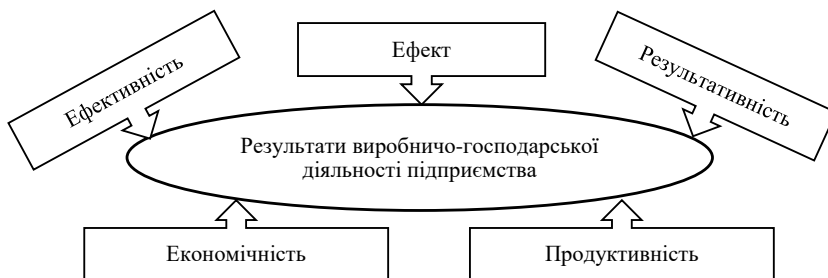 Ефективність
Ефект
Результативність
Результати виробничо-господарської
діяльності підприємства
Економічність
Продуктивність